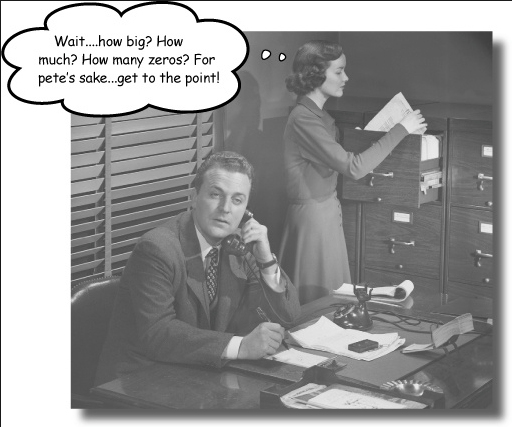 Wait....how big? How
much? How many zeros? For
pete's sake...get to the point!